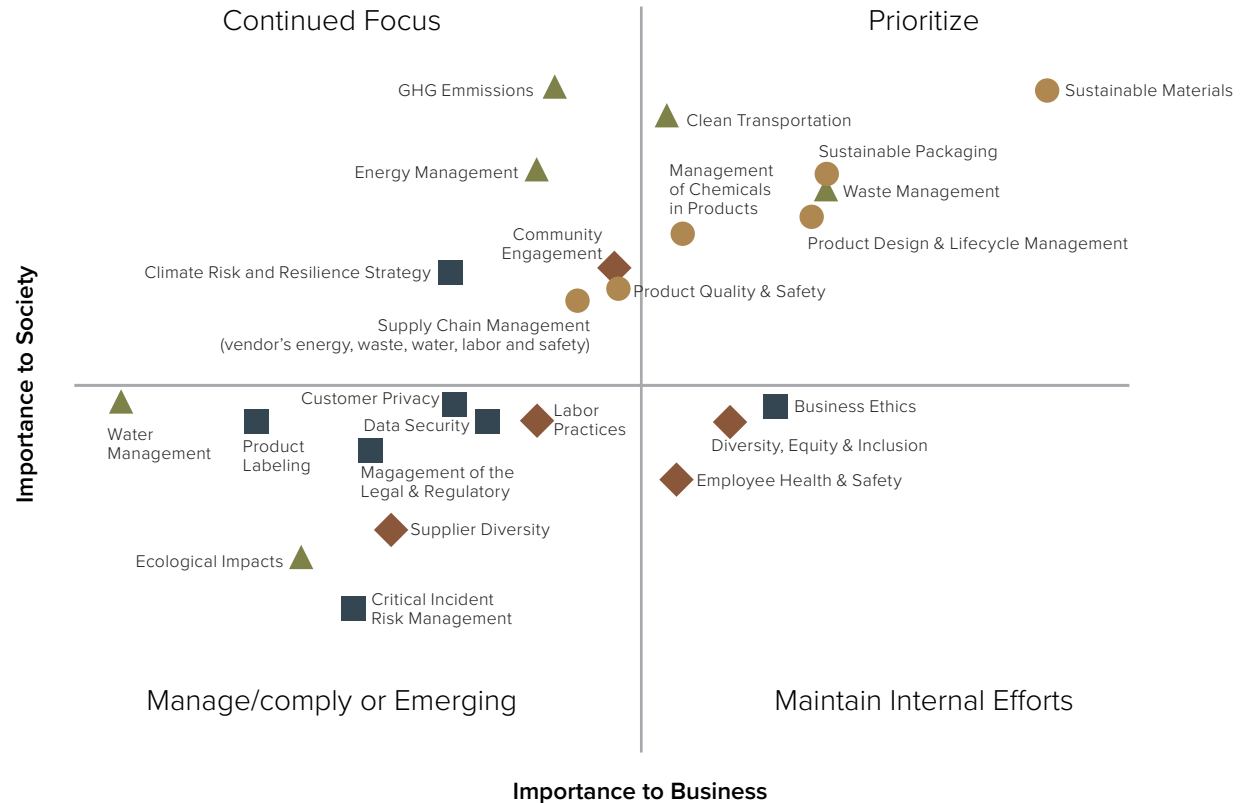 Continued Focus
Prioritize
GHG Emmissions
Sustainable Materials
Clean Transportation
Sustainable Packaging
Energy Management
Management
of Chemicals
in Products
Waste Management
Product Design & Lifecycle Management
Community
Engagement
Climate Risk and Resilience Strategy
Product Quality & Safety
Supply Chain Management
(vendor’s energy, waste, water, labor and safety)
Importance to Society
Customer Privacy
Data Security
Labor
Practices
Business Ethics
Water
Management
Product
Labeling
Diversity, Equity & Inclusion
Magagement of the
Legal & Regulatory
Employee Health & Safety
Supplier Diversity
Ecological Impacts
Critical Incident
Risk Management
Manage/comply or Emerging
Maintain Internal Efforts
Importance to Business